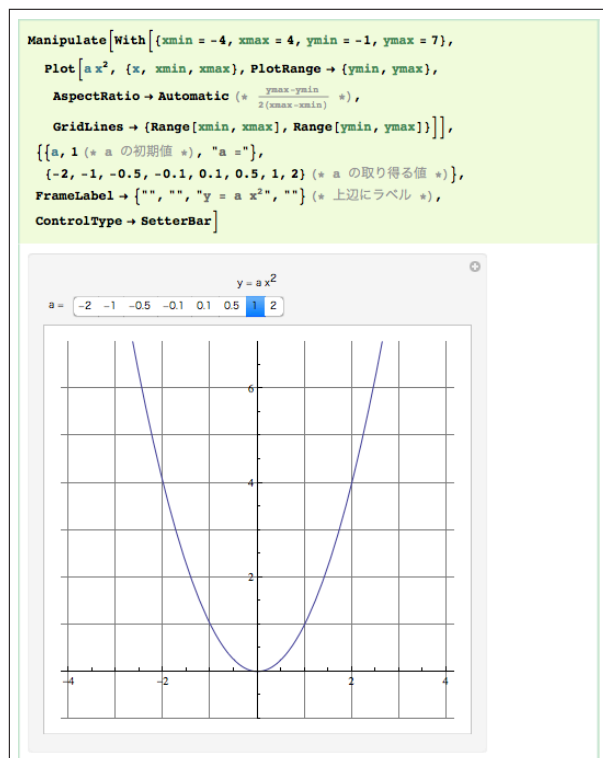 Manipulate[With[{xmin = -4, xmax = 4, ymin = -1, ymax = 7},
Plot[a x², {x, xmin, xmax}, PlotRange → {ymin, ymax},
AspectRatio → Automatic (* ymax-ymin/2(xmax-xmin) *),
GridLines → {Range[xmin, xmax], Range[ymin, ymax]}]],
{{a, 1 (* a の初期値 *), "a ="},
{-2, -1, -0.5, -0.1, 0.1, 0.5, 1, 2} (* a の取り得る値 *)},
FrameLabel → {"", "", "y = a x²", ""} (* 上辺にラベル *),
ControlType → SetterBar]
y = a x²
a = -2 -1 -0.5 -0.1 0.1 0.5 1 2
6
4
2
-4 -2 2 4